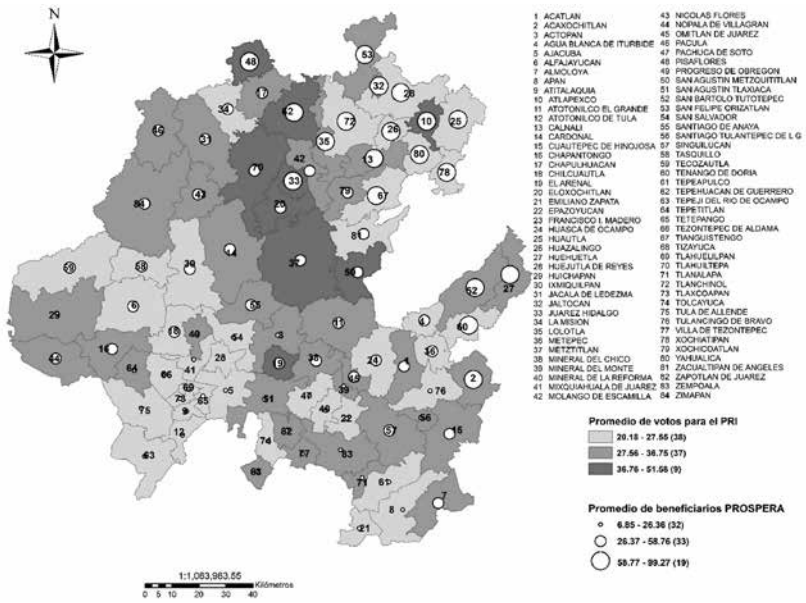 N
1 ACATLAN
2 ACAXOCHITLAN
3 ACTOPAN
4 AGUA BLANCA DE ITURBIDE
5 AJACUBA
6 ALFAJAYUCAN
7 ALMOLOYA
8 APAN
9 ATITALAQUIA
10 ATLAPEXCO
11 ATOTONILCO EL GRANDE
12 ATOTONILCO DE TULA
13 CALNALI
14 CARDONAL
15 CUAUTEPEC DE HINOJOSA
16 CHAPANTONGO
17 CHAPULHUACAN
18 CHILCUAUTLA
19 EL ARENAL
20 ELOXOCHITLAN
21 EMILIANO ZAPATA
22 EPAZOYUCAN
23 FRANCISCO I. MADERO
24 HUASCA DE OCAMPO
25 HUAUTLA
26 HUAZALINGO
27 HUEHUETLA
28 HUEJUTLA DE REYES
29 HUICHAPAN
30 IXMIQUILPAN
31 JACALA DE LEDEZMA
32 JALTOCAN
33 JUAREZ HIDALGO
34 LA MISION
35 LOLOTLA
36 METEPEC
37 METZTITLAN
38 MINERAL DEL CHICO
39 MINERAL DEL MONTE
40 MINERAL DE LA REFORMA
41 MIXQUIAHUALA DE JUAREZ
42 MOLANGO DE ESCAMILLA
43 NICOLAS FLORES
44 NOPALA DE VILLAGRAN
45 OMITLAN DE JUAREZ
46 PACULA
47 PACHUCA DE SOTO
48 PISAFLORES
49 PROGRESO DE OBREGON
50 SAN AGUSTIN METZQUITITLAN
51 SAN AGUSTIN TLAXIACA
52 SAN BARTOLO TUTOTEPEC
53 SAN FELIPE ORIZATLAN
54 SAN SALVADOR
55 SANTIAGO DE ANAYA
56 SANTIAGO TULANTEPEC DE L G
57 SINGUILUCAN
58 TASQUILLO
59 TECOZAUTLA
60 TENANGO DE DORIA
61 TEPEAPULCO
62 TEPEHUACAN DE GUERRERO
63 TEPEJI DEL RIO DE OCAMPO
64 TEPETITLAN
65 TETEPANGO
66 TEZONTEPEC DE ALDAMA
67 TIANGUISTENGO
68 TIZAYUCA
69 TLAHUELILPAN
70 TLAHUILTEPA
71 TLANALAPA
72 TLANCHINOL
73 TLAXCOAPAN
74 TOLCAYUCA
75 TULA DE ALLENDE
76 TULANCINGO DE BRAVO
77 VILLA DE TEZONTEPEC
78 XOCHIATIPAN
79 XOCHICOATLAN
80 YAHUALICA
81 ZACUALTIPAN DE ANGELES
82 ZAPOTLAN DE JUAREZ
83 ZEMPOALA
84 ZIMAPAN
Promedio de votos para el PRI
20.18 - 27.55 (38)
27.56 - 36.75 (37)
36.76 - 51.58 (9)
Promedio de beneficiarios PROSPERA
6.85 - 26.36 (32)
26.37 - 58.76 (33)
58.77 - 99.27 (19)
1:1,083,983.55
Kilómetros
0 5 10 20 30 40